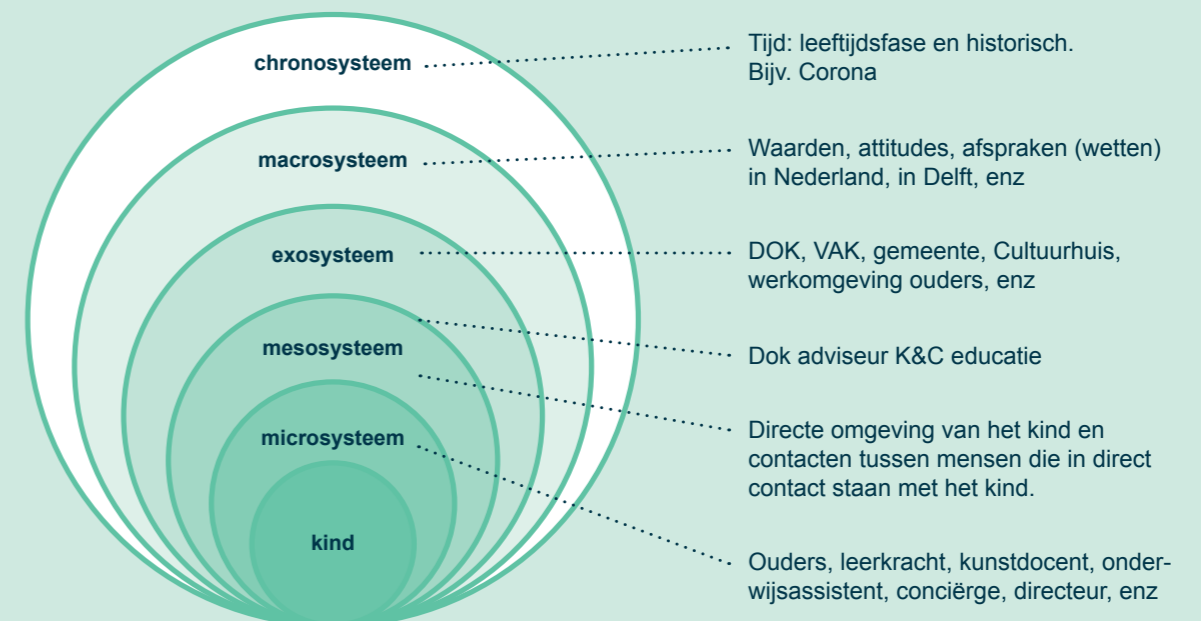 chronosysteem
Tijd: leeftijdsfase en historisch.
Bijv. Corona
macrosysteem
Waarden, attitudes, afspraken (wetten)
in Nederland, in Delft, enz
exosysteem
DOK, VAK, gemeente, Cultuurhuis,
werkomgeving ouders, enz
mesosysteem
Dok adviseur K&C educatie
Directe omgeving van het kind en
contacten tussen mensen die in direct
contact staan met het kind.
microsysteem
Ouders, leerkracht, kunstdocent, onder-
wijsassistent, conciërge, directeur, enz
kind